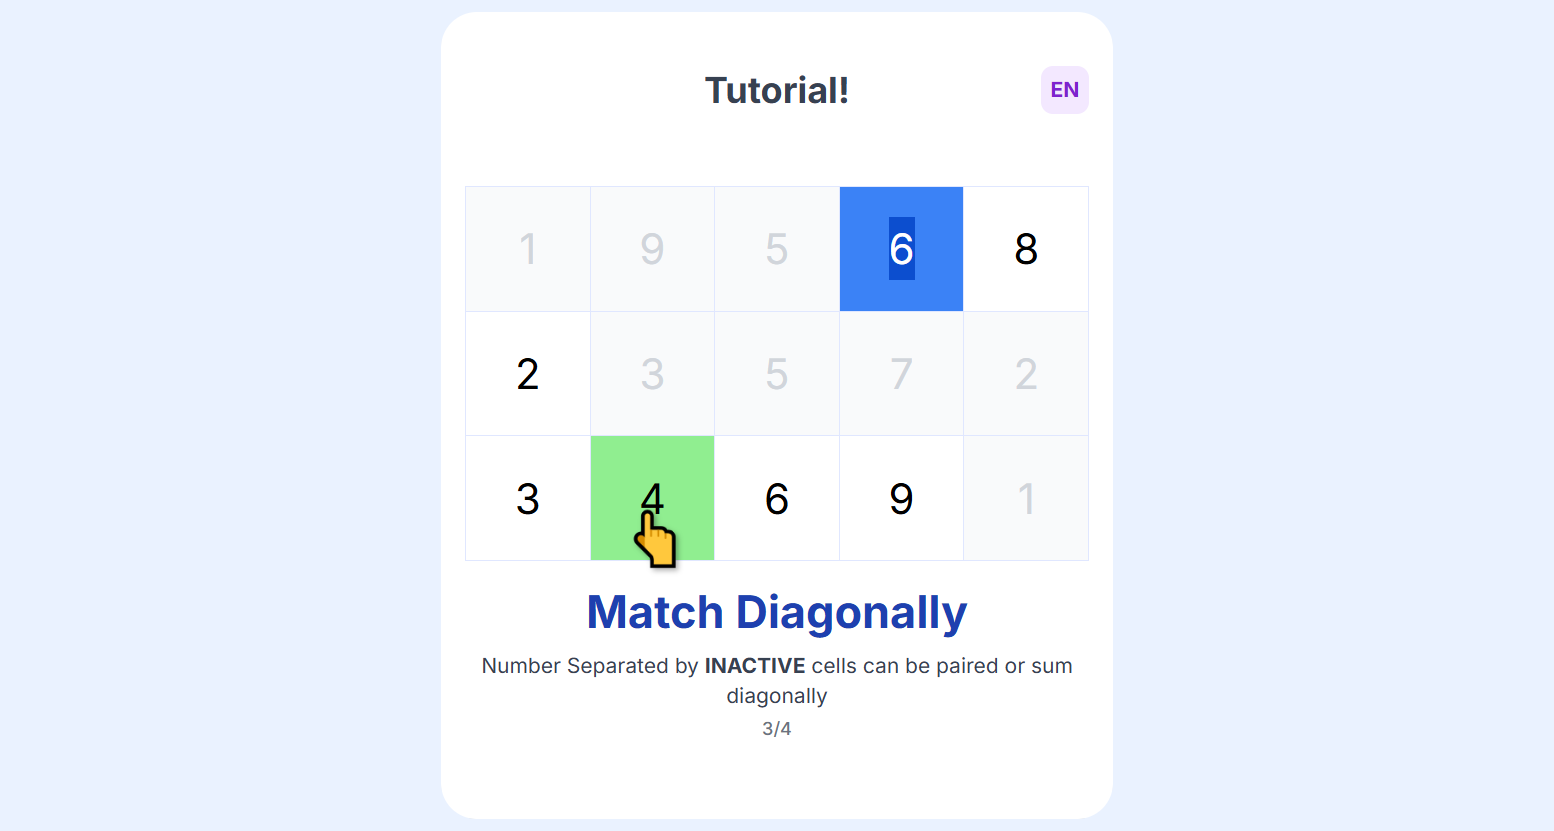 Tutorial!
EN
1 9 5 6 8
2 3 5 7 2
3 4 6 9 1
Match Diagonally
Number Separated by INACTIVE cells can be paired or sum
diagonally
3/4